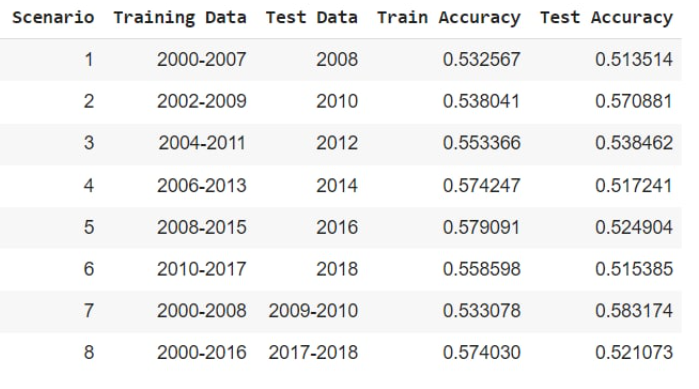 Scenario Training Data Test Data Train Accuracy Test Accuracy
1 2000-2007 2008 0.532567 0.513514
2 2002-2009 2010 0.538041 0.570881
3 2004-2011 2012 0.553366 0.538462
4 2006-2013 2014 0.574247 0.517241
5 2008-2015 2016 0.579091 0.524904
6 2010-2017 2018 0.558598 0.515385
7 2000-2008 2009-2010 0.533078 0.583174
8 2000-2016 2017-2018 0.574030 0.521073